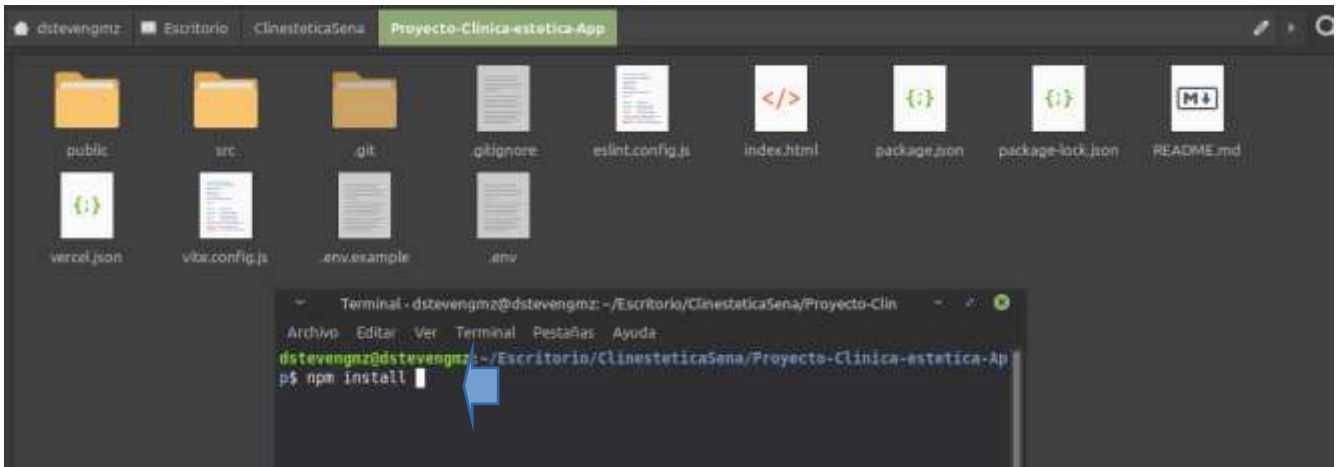 dstevengmz Escritorio ClinesteticaSena Proyecto-Clinica-estetica-App
public src .git .gitignore eslint.config.js index.html package.json package-lock.json README.md
vercel.json vite.config.js .env.example .env
Terminal - dstevengmz@dstevengmz: ~/Escritorio/ClinesteticaSena/Proyecto-Clin
Archivo Editar Ver Terminal Pestañas Ayuda
dstevengmz@dstevengmz:~/Escritorio/ClinesteticaSena/Proyecto-Clinica-estetica-Ap
p$ npm install